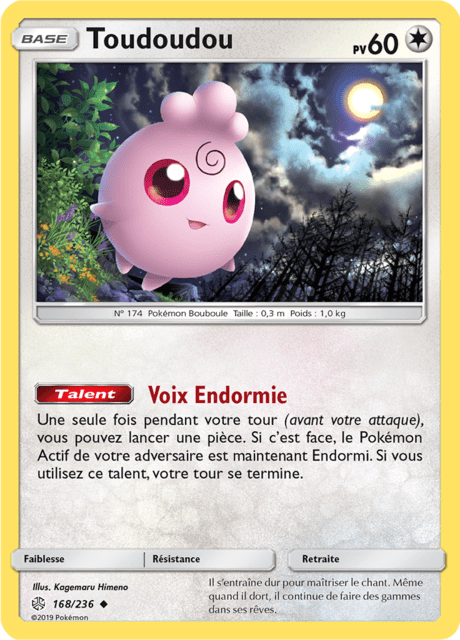 BASE
Toudoudou
PV 60
N° 174 Pokémon Bouboule Taille : 0,3 m Poids : 1,0 kg
Talent Voix Endormie
Une seule fois pendant votre tour (avant votre attaque),
vous pouvez lancer une pièce. Si c'est face, le Pokémon
Actif de votre adversaire est maintenant Endormi. Si vous
utilisez ce talent, votre tour se termine.
Faiblesse Résistance Retraite
Illus. Kagemaru Himeno
168/236
©2019 Pokémon
Il s'entraîne dur pour maîtriser le chant. Même
quand il dort, il continue de faire des gammes
dans ses rêves.